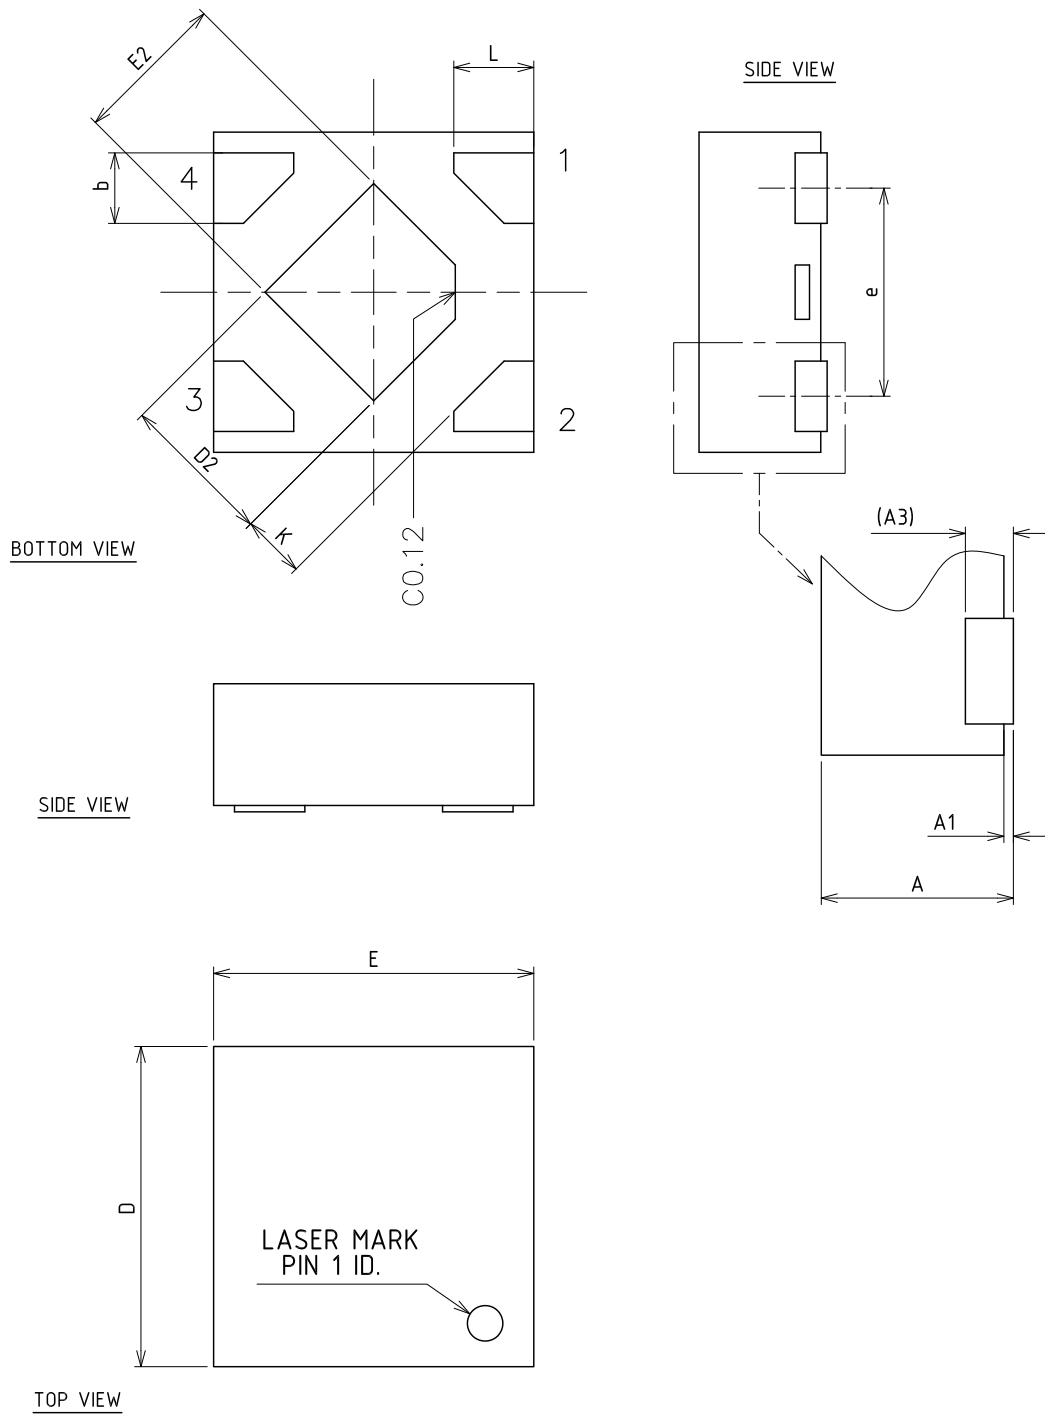 E2
L
SIDE VIEW
4
1
b
e
3
2
D2
K
(A3)
BOTTOM VIEW
C0.12
SIDE VIEW
A1
A
E
D
LASER MARK
PIN 1 ID.
TOP VIEW